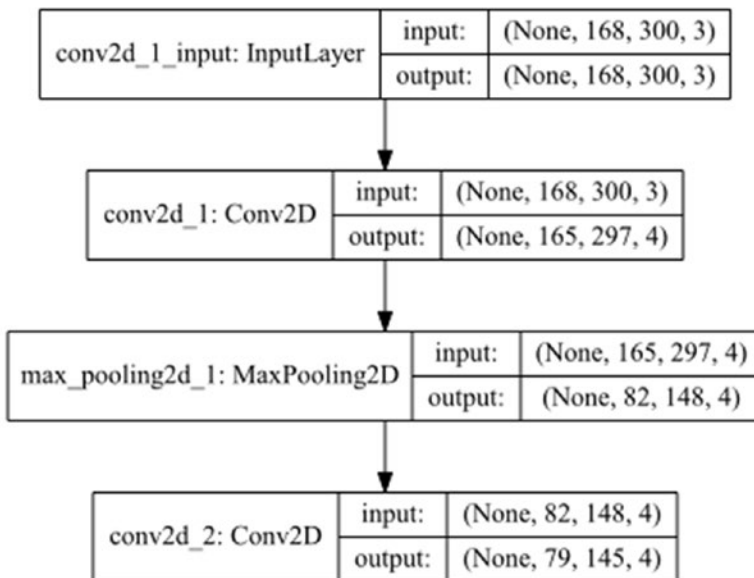 conv2d_1_input: InputLayer
input: (None, 168, 300, 3)
output: (None, 168, 300, 3)
conv2d_1: Conv2D
input: (None, 168, 300, 3)
output: (None, 165, 297, 4)
max_pooling2d_1: MaxPooling2D
input: (None, 165, 297, 4)
output: (None, 82, 148, 4)
conv2d_2: Conv2D
input: (None, 82, 148, 4)
output: (None, 79, 145, 4)